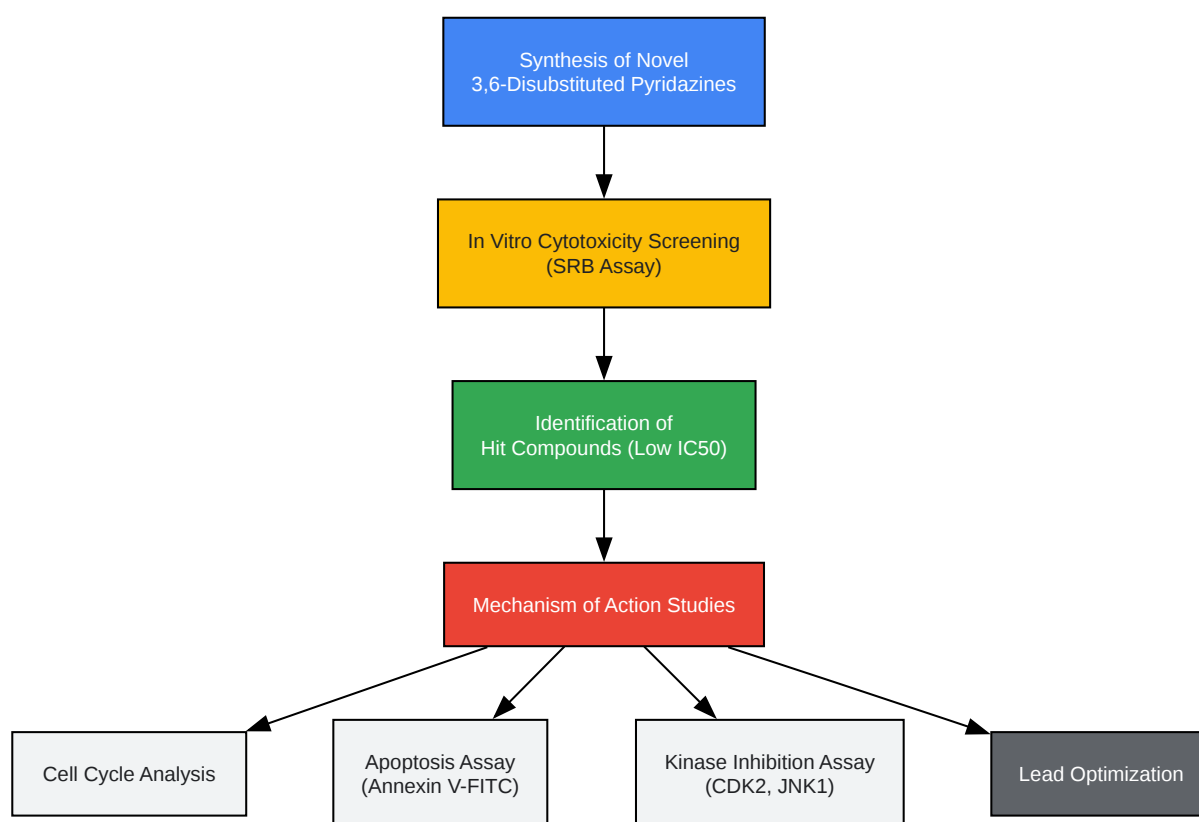 Synthesis of Novel
3,6-Disubstituted Pyridazines
In Vitro Cytotoxicity Screening
(SRB Assay)
Identification of
Hit Compounds (Low IC50)
Mechanism of Action Studies
Cell Cycle Analysis
Apoptosis Assay
(Annexin V-FITC)
Kinase Inhibition Assay
(CDK2, JNK1)
Lead Optimization